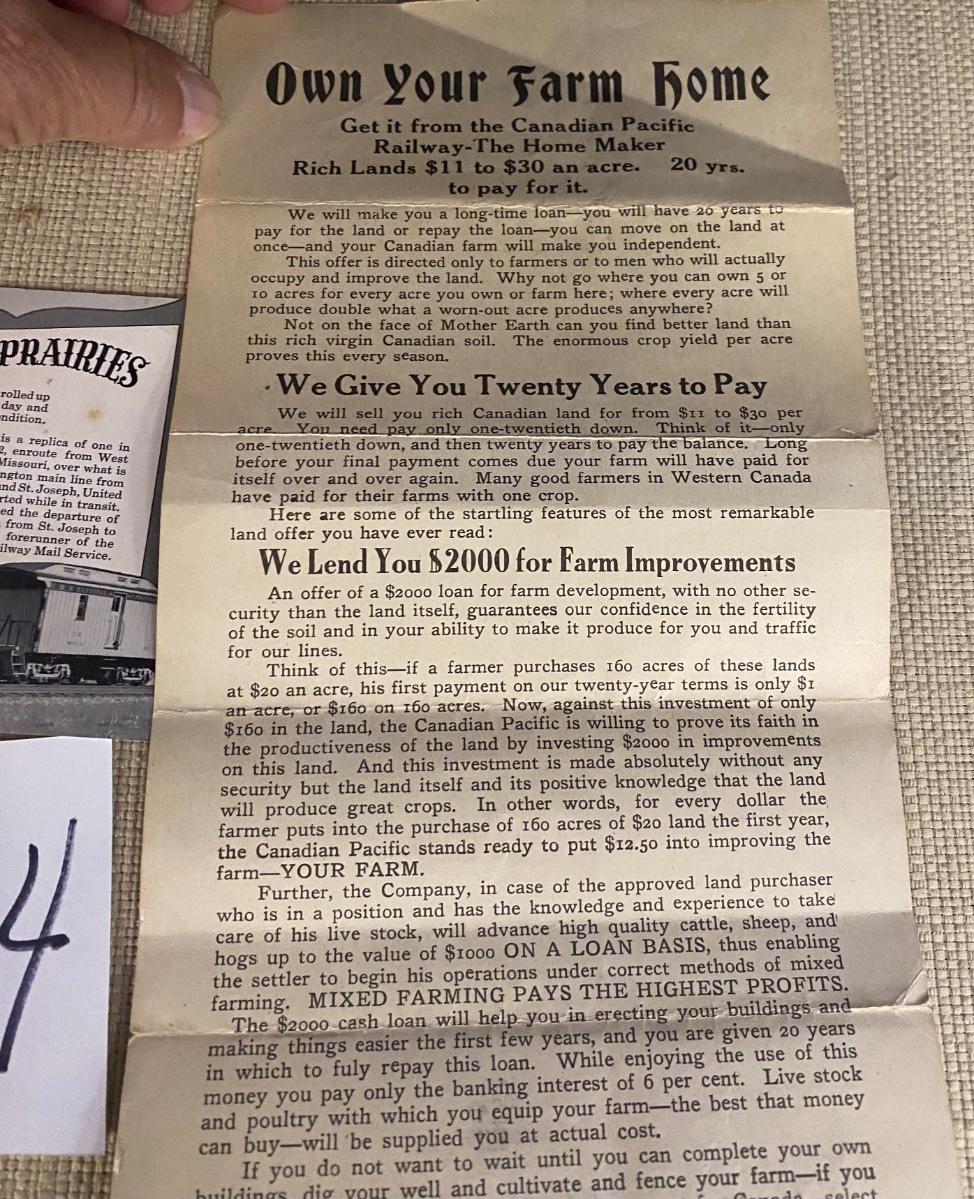 Own Your Farm Home
Get it from the Canadian Pacific
Railway-The Home Maker
Rich Lands $11 to $30 an acre. 20 yrs.
to pay for it.
We will make you a long-time loan—you will have 20 years to
pay for the land or repay the loan—you can move on the land at
once—and your Canadian farm will make you independent.
This offer is directed only to farmers or to men who will actually
occupy and improve the land. Why not go where you can own 5 or
10 acres for every acre you own or farm here; where every acre will
produce double what a worn-out acre produces anywhere?
Not on the face of Mother Earth can you find better land than
this rich virgin Canadian soil. The enormous crop yield per acre
proves this every season.
We Give You Twenty Years to Pay
We will sell you rich Canadian land for from $11 to $30 per
acre. You need pay only one-twentieth down. Think of it—only
one-twentieth down, and then twenty years to pay the balance. Long
before your final payment comes due your farm will have paid for
itself over and over again. Many good farmers in Western Canada
have paid for their farms with one crop.
Here are some of the startling features of the most remarkable
land offer you have ever read:
We Lend You $2000 for Farm Improvements
An offer of a $2000 loan for farm development, with no other se-
curity than the land itself, guarantees our confidence in the fertility
of the soil and in your ability to make it produce for you and traffic
for our lines.
Think of this—if a farmer purchases 160 acres of these lands
at $20 an acre, his first payment on our twenty-year terms is only $1
an acre, or $160 on 160 acres. Now, against this investment of only
$160 in the land, the Canadian Pacific is willing to prove its faith in
the productiveness of the land by investing $2000 in improvements
on this land. And this investment is made absolutely without any
security but the land itself and its positive knowledge that the land
will produce great crops. In other words, for every dollar the
farmer puts into the purchase of 160 acres of $20 land the first year,
the Canadian Pacific stands ready to put $12.50 into improving the
farm—YOUR FARM.
Further, the Company, in case of the approved land purchaser
who is in a position and has the knowledge and experience to take
care of his live stock, will advance high quality cattle, sheep, and
hogs up to the value of $1000 ON A LOAN BASIS, thus enabling
the settler to begin his operations under correct methods of mixed
farming. MIXED FARMING PAYS THE HIGHEST PROFITS.
The $2000 cash loan will help you in erecting your buildings and
making things easier the first few years, and you are given 20 years
in which to fuly repay this loan. While enjoying the use of this
money you pay only the banking interest of 6 per cent. Live stock
and poultry with which you equip your farm—the best that money
can buy—will be supplied you at actual cost.
If you do not want to wait until you can complete your own
buildings, dig your well and cultivate and fence your farm—if you
Canada, select
PRAIRIES
rolled up
day and
ndition.
is a replica of one in
2, enroute from West
Missouri, over what is
ngton main line from
nd St. Joseph, United
rted while in transit.
ed the departure of
from St. Joseph to
forerunner of the
ilway Mail Service.
4